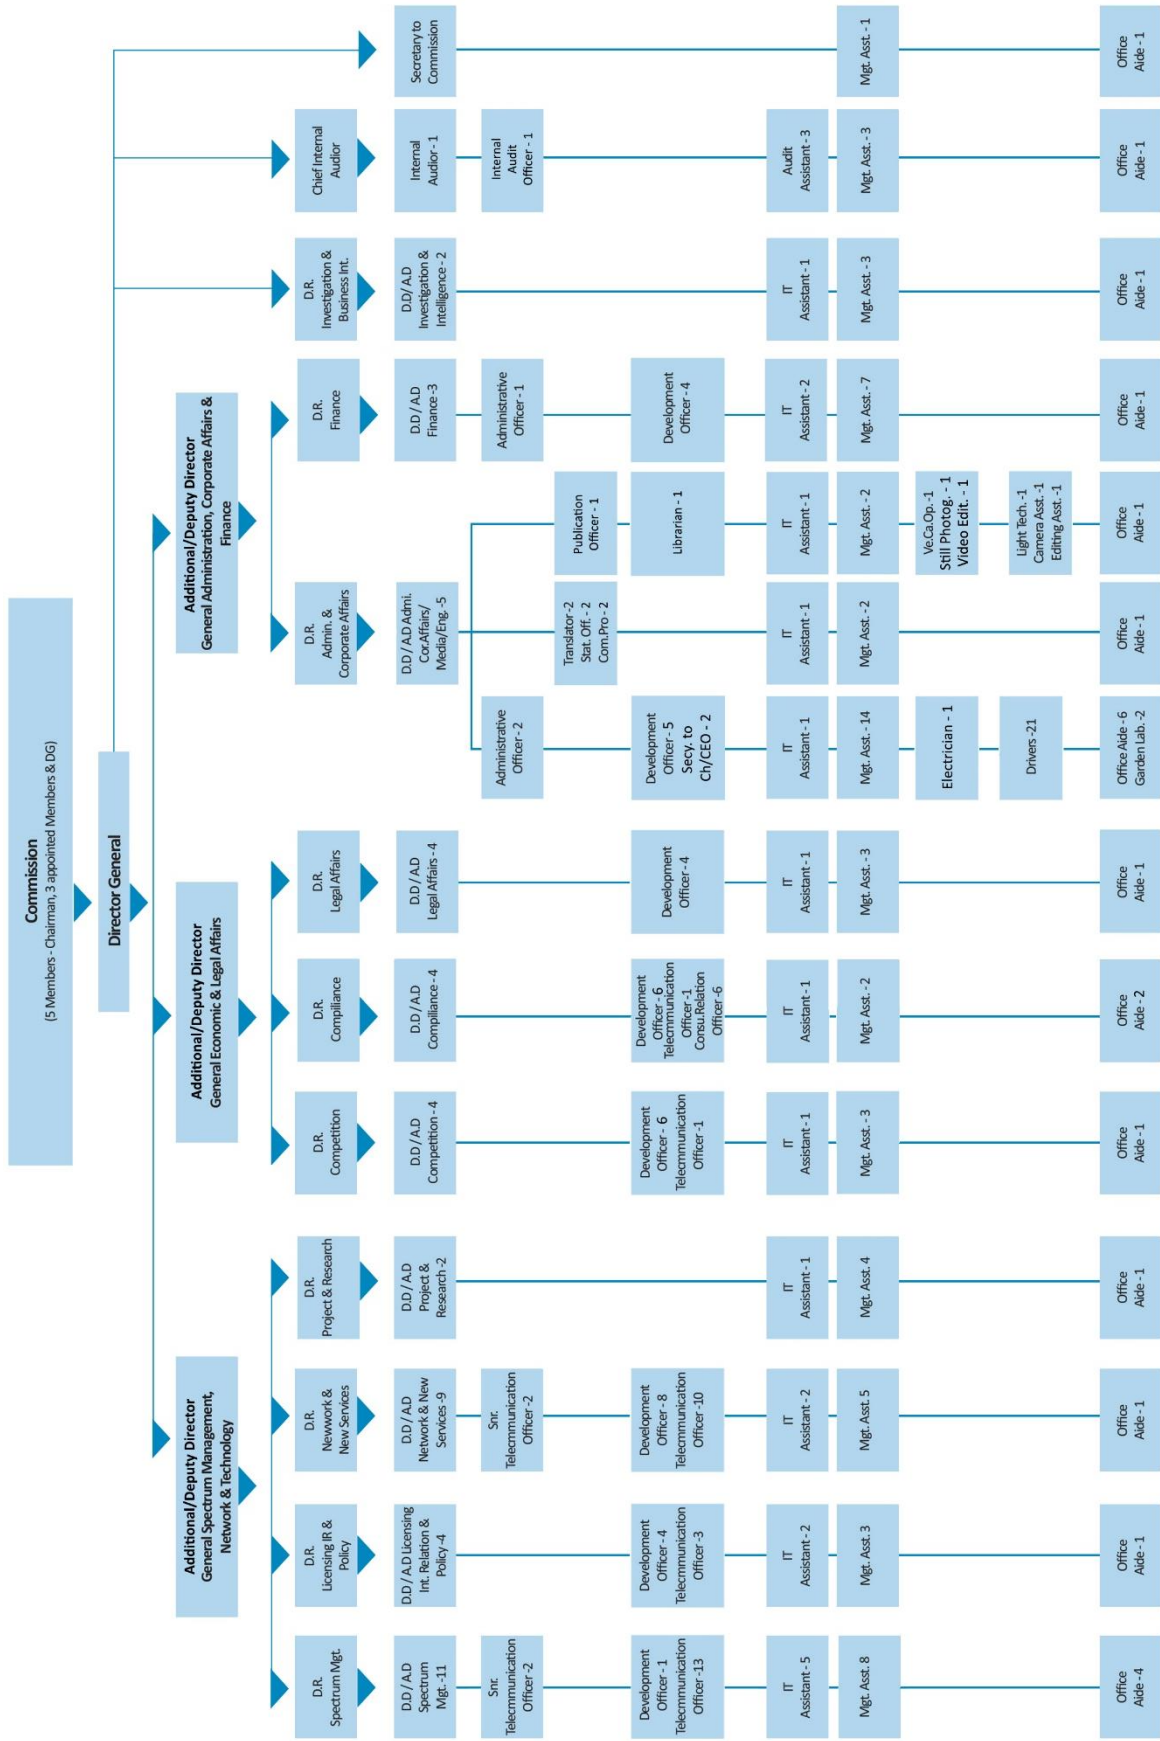 Commission
(5 Members - Chairman, 3 appointed Members & DG)
Director General
Additional/Deputy Director
General Spectrum Management,
Network & Technology
Additional/Deputy Director
General Economic & Legal Affairs
Additional/Deputy Director
General Administration, Corporate Affairs &
Finance
D.R.
Spectrum Mgt.
D.R.
Licensing IR &
Policy
D.R.
Newwork &
New Services
D.R.
Project & Research
D.R.
Competition
D.R.
Compiliance
D.R.
Legal Affairs
D.R.
Admin. &
Corporate Affairs
D.R.
Finance
D.R.
Investigation &
Business Int.
Chief Internal
Audior
D.D / A.D
Spectrum
Mgt. -11
D.D / A.D Licensing
Int. Relation &
Policy -4
D.D / A.D
Network & New
Services -9
D.D / A.D
Project &
Research -2
D.D / A.D
Competition - 4
D.D / A.D
Compiliance - 4
D.D / A.D
Legal Affairs - 4
D.D / A.D Admi.
Cor.Affairs/
Media/Eng. -5
D.D / A.D
Finance -3
D.D/ A.D
Investigation &
Intelligence - 2
Internal
Audior - 1
Secretary to
Commission
Snr.
Telecmmunication
Officer -2
Snr.
Telecmmunication
Officer -2
Administrative
Officer - 2
Administrative
Officer - 1
Internal
Audit
Officer - 1
Translator -2
Stat. Off. - 2
Com.Pro - 2
Publication
Officer - 1
Development
Officer - 1
Telecmmunication
Officer -13
Development
Officer - 4
Telecmmunication
Officer -3
Development
Officer - 8
Telecmmunication
Officer -10
Development
Officer - 6
Telecmmunication
Officer -1
Development
Officer - 6
Telecmmunication
Officer -1
Consu.Relation
Officer -6
Development
Officer - 4
Development
Officer - 5
Secy. to
Ch/CEO - 2
Librarian - 1
Development
Officer - 4
IT
Assistant - 5
IT
Assistant - 2
IT
Assistant - 2
IT
Assistant - 1
IT
Assistant - 1
IT
Assistant - 1
IT
Assistant - 1
IT
Assistant - 1
IT
Assistant - 1
IT
Assistant - 1
IT
Assistant - 2
IT
Assistant - 1
Audit
Assistant - 3
Mgt. Asst. 8
Mgt. Asst. 3
Mgt. Asst. 5
Mgt. Asst. 4
Mgt. Asst. - 3
Mgt. Asst. - 2
Mgt. Asst. - 3
Mgt. Asst. - 14
Mgt. Asst. - 2
Mgt. Asst. - 2
Mgt. Asst. - 7
Mgt. Asst. - 3
Mgt. Asst. - 3
Mgt. Asst. - 1
Electrician - 1
Ve.Ca.Op. -1
Still Photog. - 1
Video Edit. - 1
Drivers -21
Light Tech. -1
Camera Asst. -1
Editing Asst. -1
Office
Aide - 4
Office
Aide - 1
Office
Aide - 1
Office
Aide - 1
Office
Aide - 1
Office
Aide - 2
Office
Aide - 1
Office Aide - 6
Garden Lab. -2
Office
Aide - 1
Office
Aide - 1
Office
Aide - 1
Office
Aide - 1
Office
Aide - 1
Office
Aide - 1